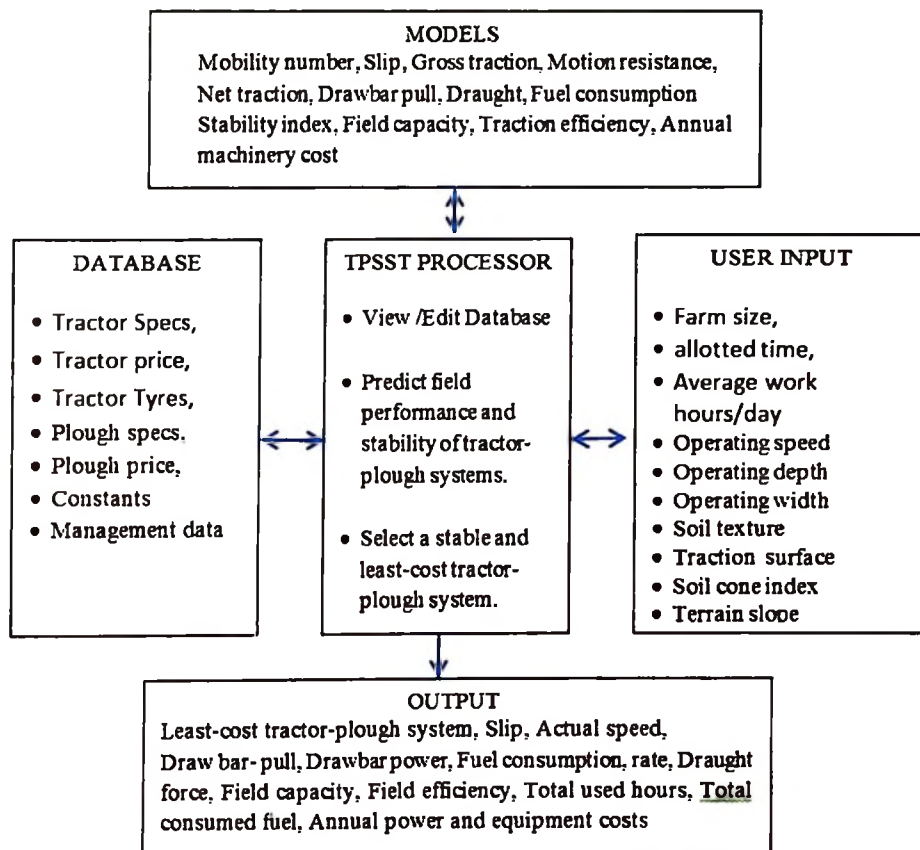 MODELS
Mobility number, Slip, Gross traction, Motion resistance,
Net traction, Drawbar pull, Draught, Fuel consumption
Stability index, Field capacity, Traction efficiency, Annual
machinery cost
DATABASE
• Tractor Specs,
• Tractor price,
• Tractor Tyres,
• Plough specs.
• Plough price,
• Constants
• Management data
TPSST PROCESSOR
• View /Edit Database
• Predict field
performance and
stability of tractor-
plough systems.
• Select a stable and
least-cost tractor-
plough system.
USER INPUT
• Farm size,
• allotted time,
• Average work
hours/day
• Operating speed
• Operating depth
• Operating width
• Soil texture
• Traction surface
• Soil cone index
• Terrain slope
OUTPUT
Least-cost tractor-plough system, Slip, Actual speed,
Draw bar- pull, Drawbar power, Fuel consumption, rate, Draught
force, Field capacity, Field efficiency, Total used hours, Total
consumed fuel, Annual power and equipment costs